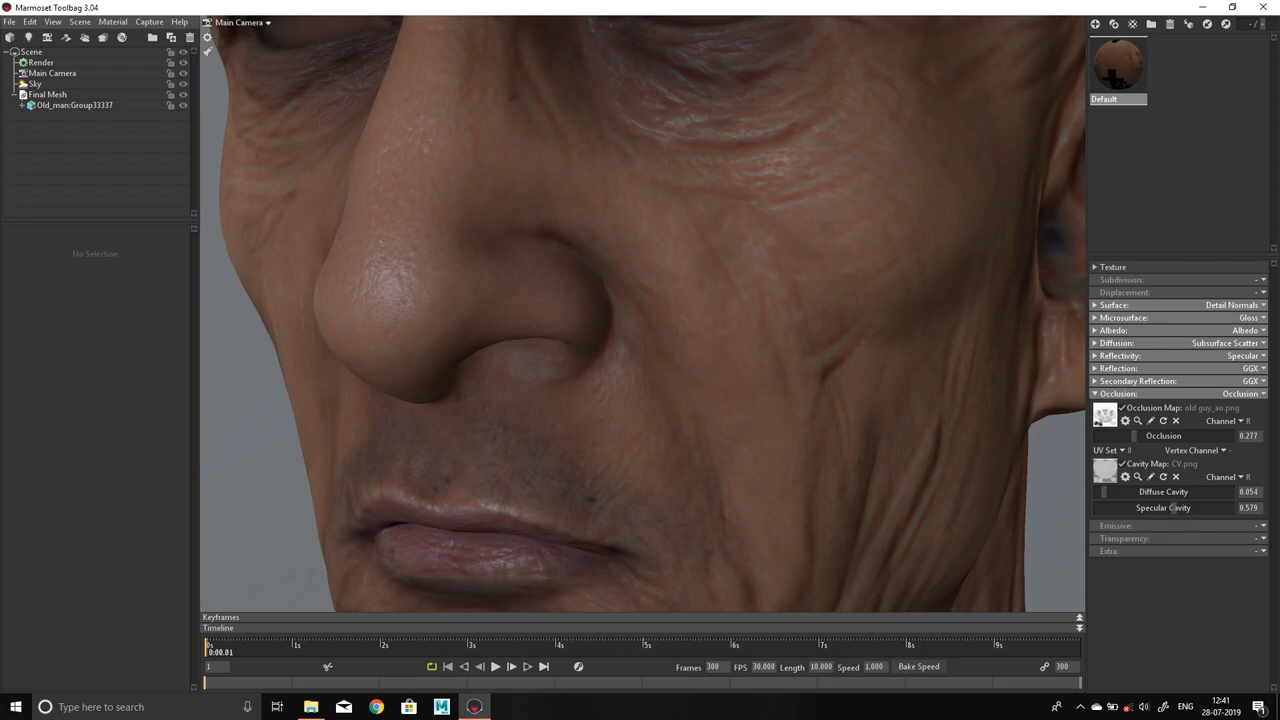 Marmoset Toolbag 3.04
File Edit View Scene Material Capture Help
Main Camera
Scene
Render
Main Camera
Sky
Final Mesh
Old_man:Group33337
No Selection
Default
Texture
Subdivision: -
Displacement: -
Surface: Detail Normals
Microsurface: Gloss
Albedo: Albedo
Diffusion: Subsurface Scatter
Reflectivity: Specular
Reflection: GGX
Secondary Reflection: GGX
Occlusion: Occlusion
Occlusion Map: old guy_ao.png
Channel R
Occlusion 0.277
UV Set 0 Vertex Channel -
Cavity Map: CV.png
Channel R
Diffuse Cavity 0.054
Specular Cavity 0.579
Emissive: -
Transparency: -
Extra: -
Keyframes
Timeline
0s 1s 2s 3s 4s 5s 6s 7s 8s 9s
0:00.01
1 Frames 300 FPS 30.000 Length 10.000 Speed 1.000 Bake Speed 300
Type here to search
ENG
12:41
28-07-2019